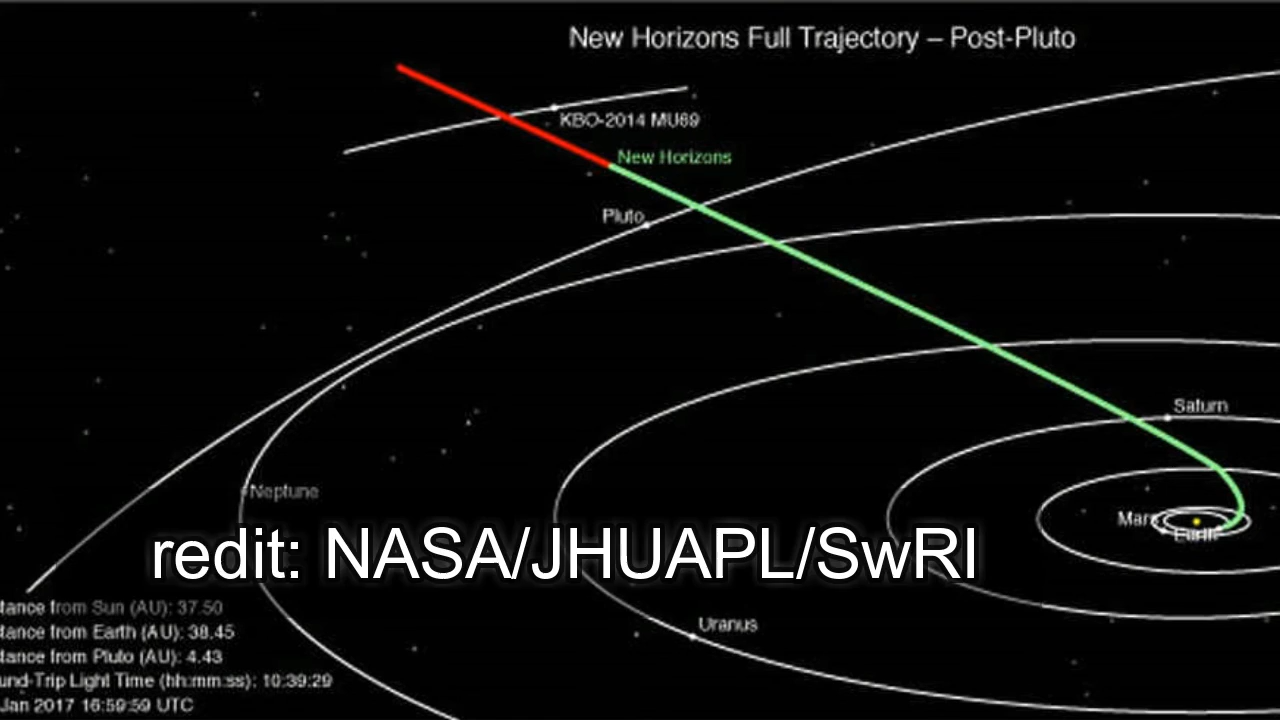 New Horizons Full Trajectory – Post-Pluto
KBO-2014 MU69
New Horizons
Pluto
Saturn
Neptune
Mars
Earth
redit: NASA/JHUAPL/SwRI
tance from Sun (AU): 37.50
Uranus
tance from Earth (AU): 38.45
tance from Pluto (AU): 4.43
und-Trip Light Time (hh:mm:ss): 10:39:29
Jan 2017 16:59:59 UTC